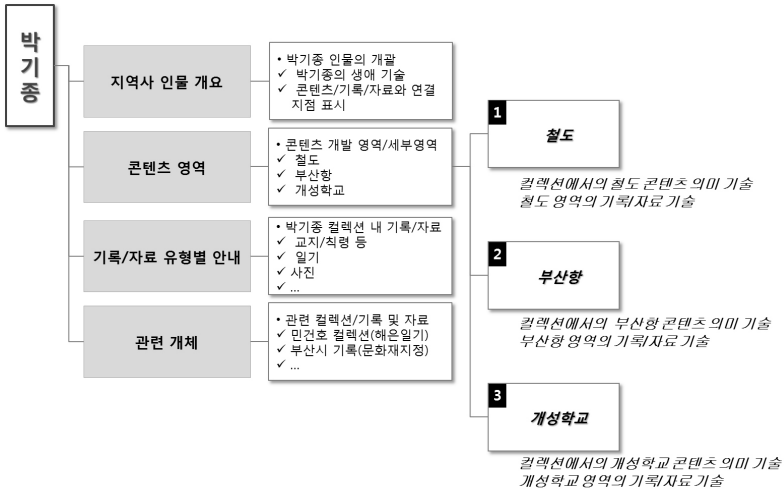 박기종
지역사 인물 개요
• 박기종 인물의 개괄
✓ 박기종의 생애 기술
✓ 콘텐츠/기록/자료와 연결
지점 표시
콘텐츠 영역
• 콘텐츠 개발 영역/세부영역
✓ 철도
✓ 부산항
✓ 개성학교
기록/자료 유형별 안내
• 박기종 컬렉션 내 기록/자료
✓ 교지/칙령 등
✓ 일기
✓ 사진
✓ ...
관련 개체
• 관련 컬렉션/기록 및 자료
✓ 민건호 컬렉션(해은일기)
✓ 부산시 기록(문화재지정)
✓ ...
1
철도
컬렉션에서의 철도 콘텐츠 의미 기술
철도 영역의 기록/자료 기술
2
부산항
컬렉션에서의 부산항 콘텐츠 의미 기술
부산항 영역의 기록/자료 기술
3
개성학교
컬렉션에서의 개성학교 콘텐츠 의미 기술
개성학교 영역의 기록/자료 기술